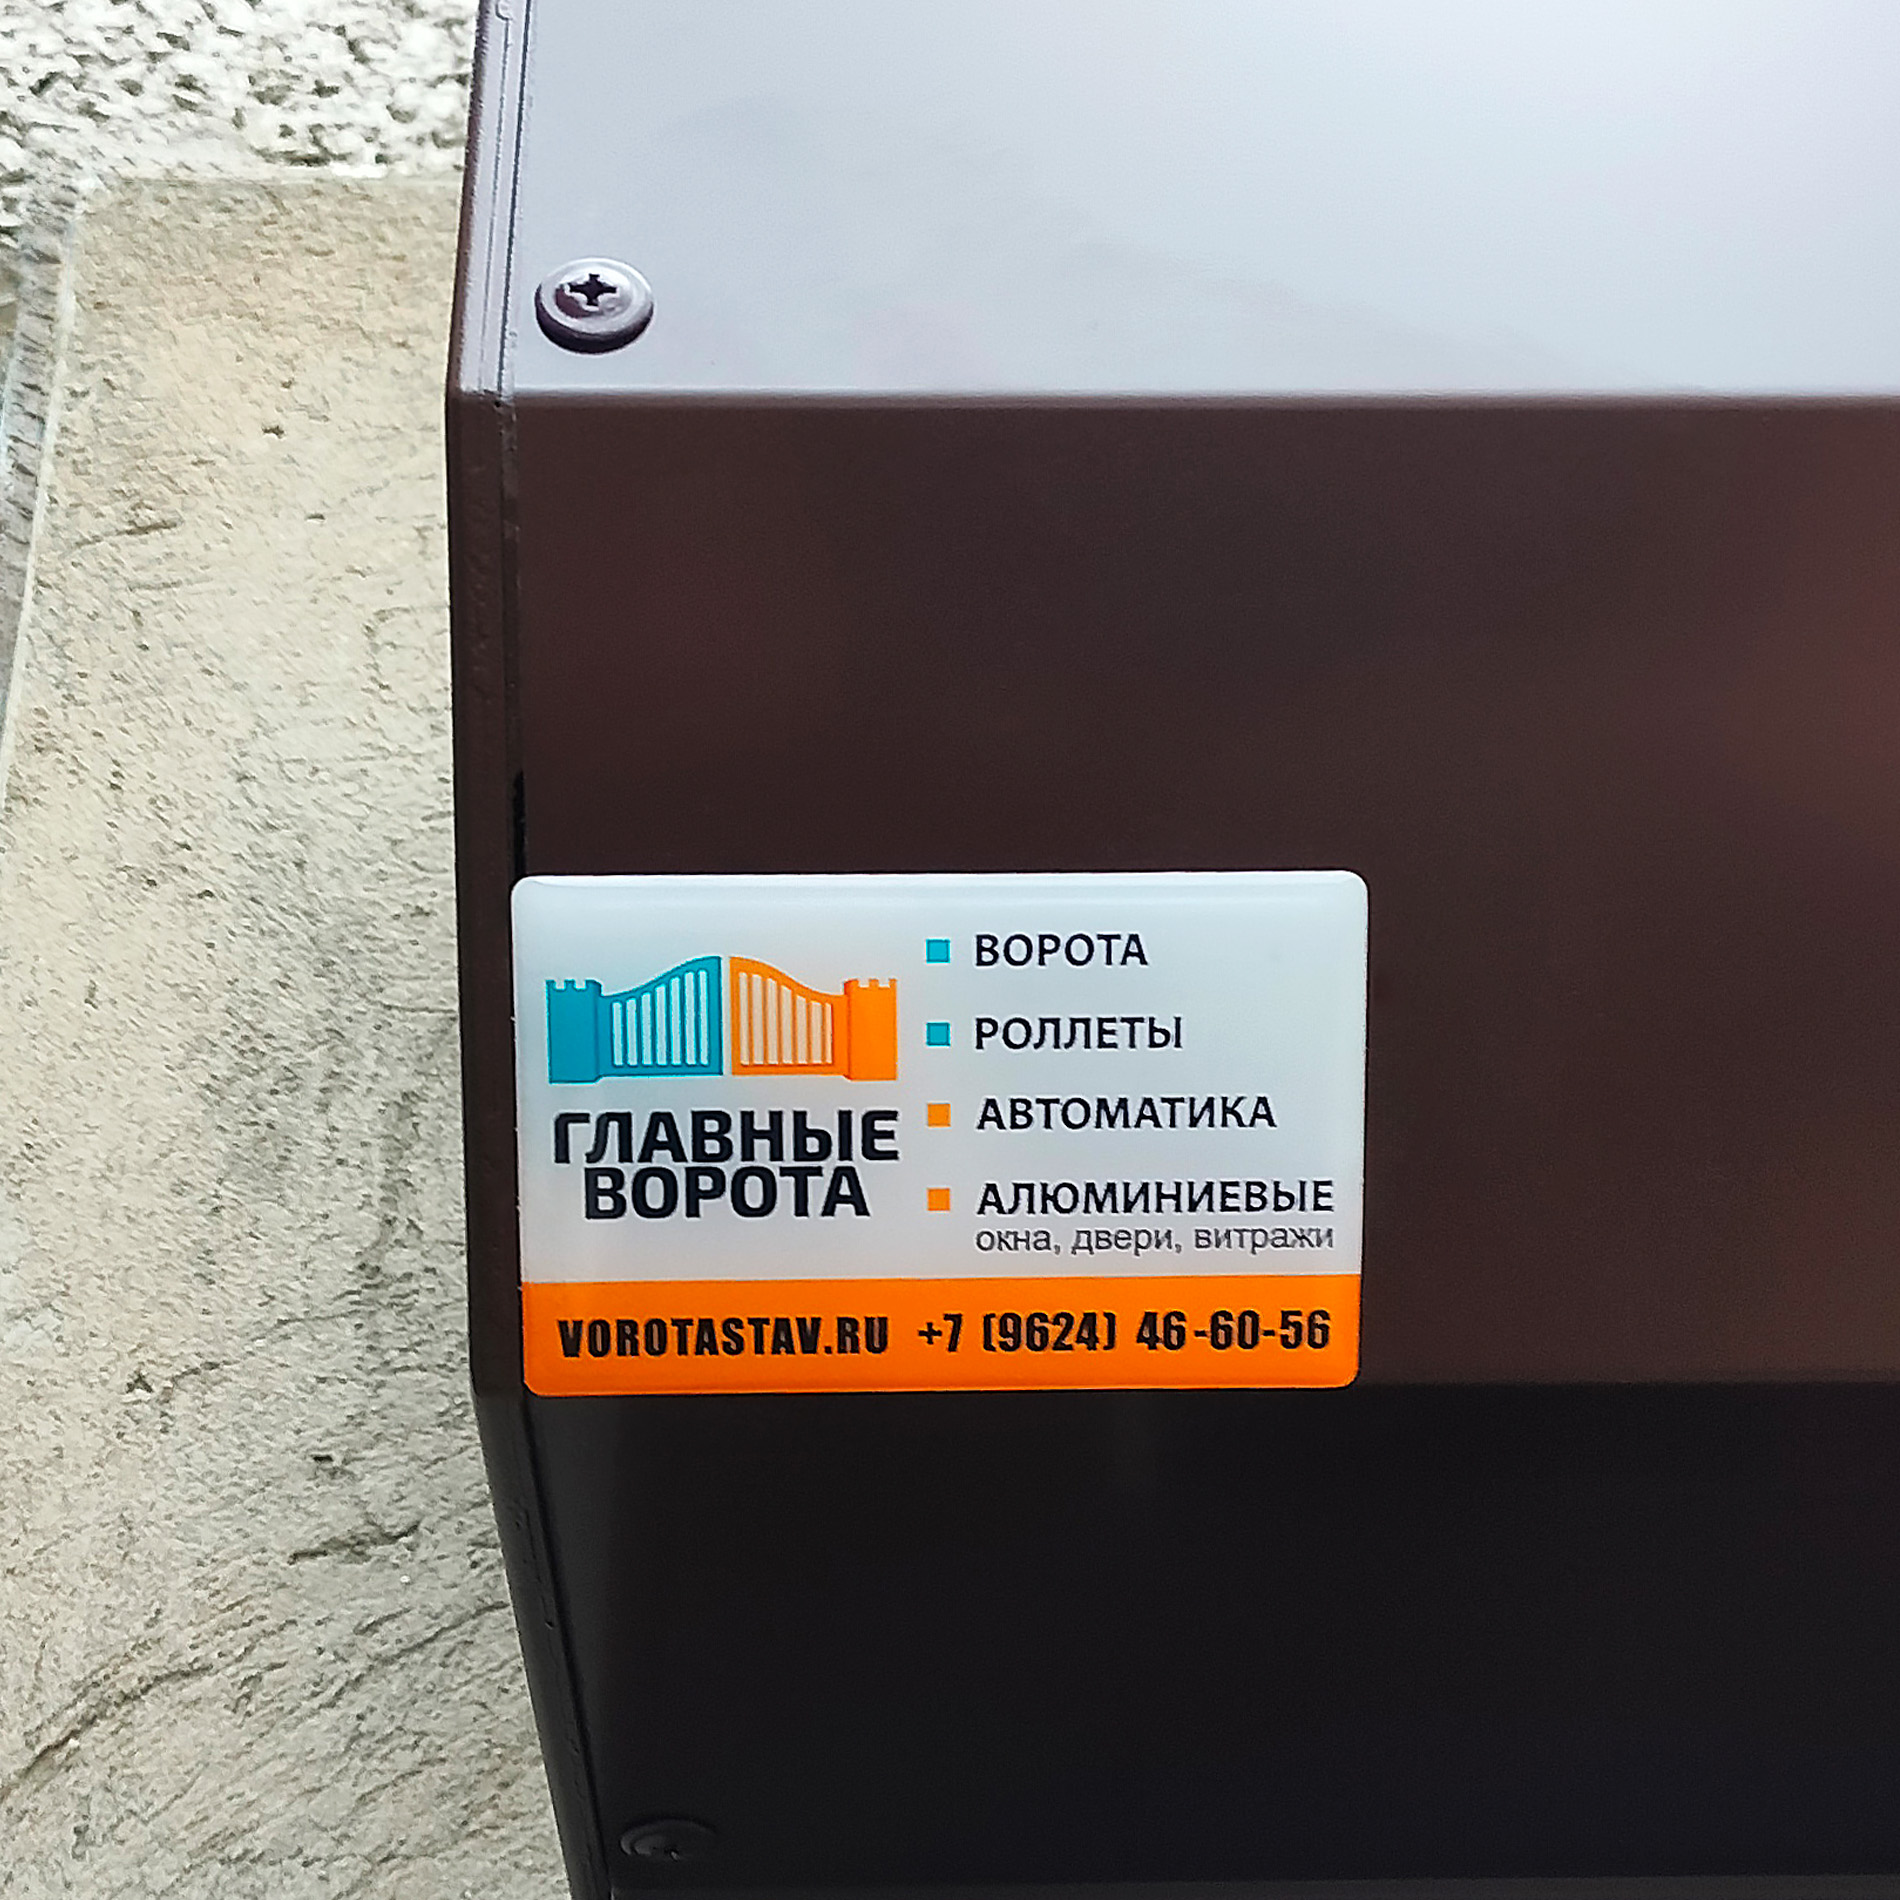 ГЛАВНЫЕ
ВОРОТА
ВОРОТА
РОЛЛЕТЫ
АВТОМАТИКА
АЛЮМИНИЕВЫЕ
окна, двери, витражи
VOROTASTAV.RU +7 (9624) 46-60-56